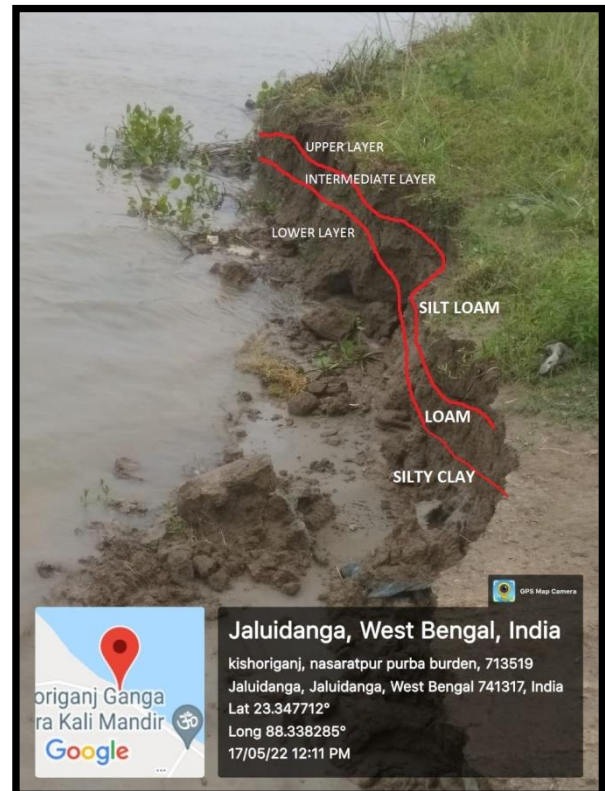 UPPER LAYER
INTERMEDIATE LAYER
LOWER LAYER
SILT LOAM
LOAM
SILTY CLAY
GPS Map Camera
Jaluidanga, West Bengal, India
kishoriganj, nasaratpur purba burden, 713519
Jaluidanga, Jaluidanga, West Bengal 741317, India
Lat 23.347712°
Long 88.338285°
17/05/22 12:11 PM
origanj Ganga
ra Kali Mandir
ॐ
Google
...